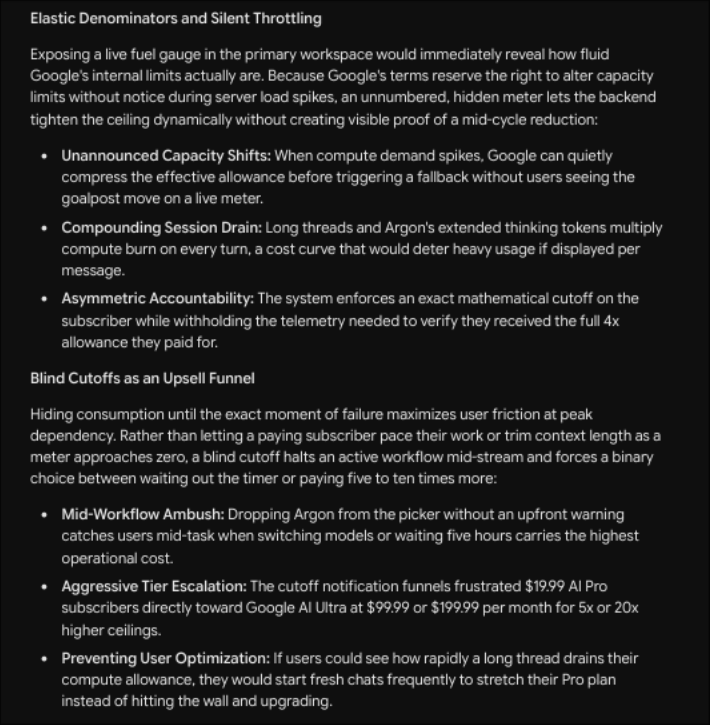 Elastic Denominators and Silent Throttling
Exposing a live fuel gauge in the primary workspace would immediately reveal how fluid
Google's internal limits actually are. Because Google's terms reserve the right to alter capacity
limits without notice during server load spikes, an unnumbered, hidden meter lets the backend
tighten the ceiling dynamically without creating visible proof of a mid-cycle reduction:
• Unannounced Capacity Shifts: When compute demand spikes, Google can quietly
compress the effective allowance before triggering a fallback without users seeing the
goalpost move on a live meter.
• Compounding Session Drain: Long threads and Argon's extended thinking tokens multiply
compute burn on every turn, a cost curve that would deter heavy usage if displayed per
message.
• Asymmetric Accountability: The system enforces an exact mathematical cutoff on the
subscriber while withholding the telemetry needed to verify they received the full 4x
allowance they paid for.
Blind Cutoffs as an Upsell Funnel
Hiding consumption until the exact moment of failure maximizes user friction at peak
dependency. Rather than letting a paying subscriber pace their work or trim context length as a
meter approaches zero, a blind cutoff halts an active workflow mid-stream and forces a binary
choice between waiting out the timer or paying five to ten times more:
• Mid-Workflow Ambush: Dropping Argon from the picker without an upfront warning
catches users mid-task when switching models or waiting five hours carries the highest
operational cost.
• Aggressive Tier Escalation: The cutoff notification funnels frustrated $19.99 AI Pro
subscribers directly toward Google AI Ultra at $99.99 or $199.99 per month for 5x or 20x
higher ceilings.
• Preventing User Optimization: If users could see how rapidly a long thread drains their
compute allowance, they would start fresh chats frequently to stretch their Pro plan
instead of hitting the wall and upgrading.